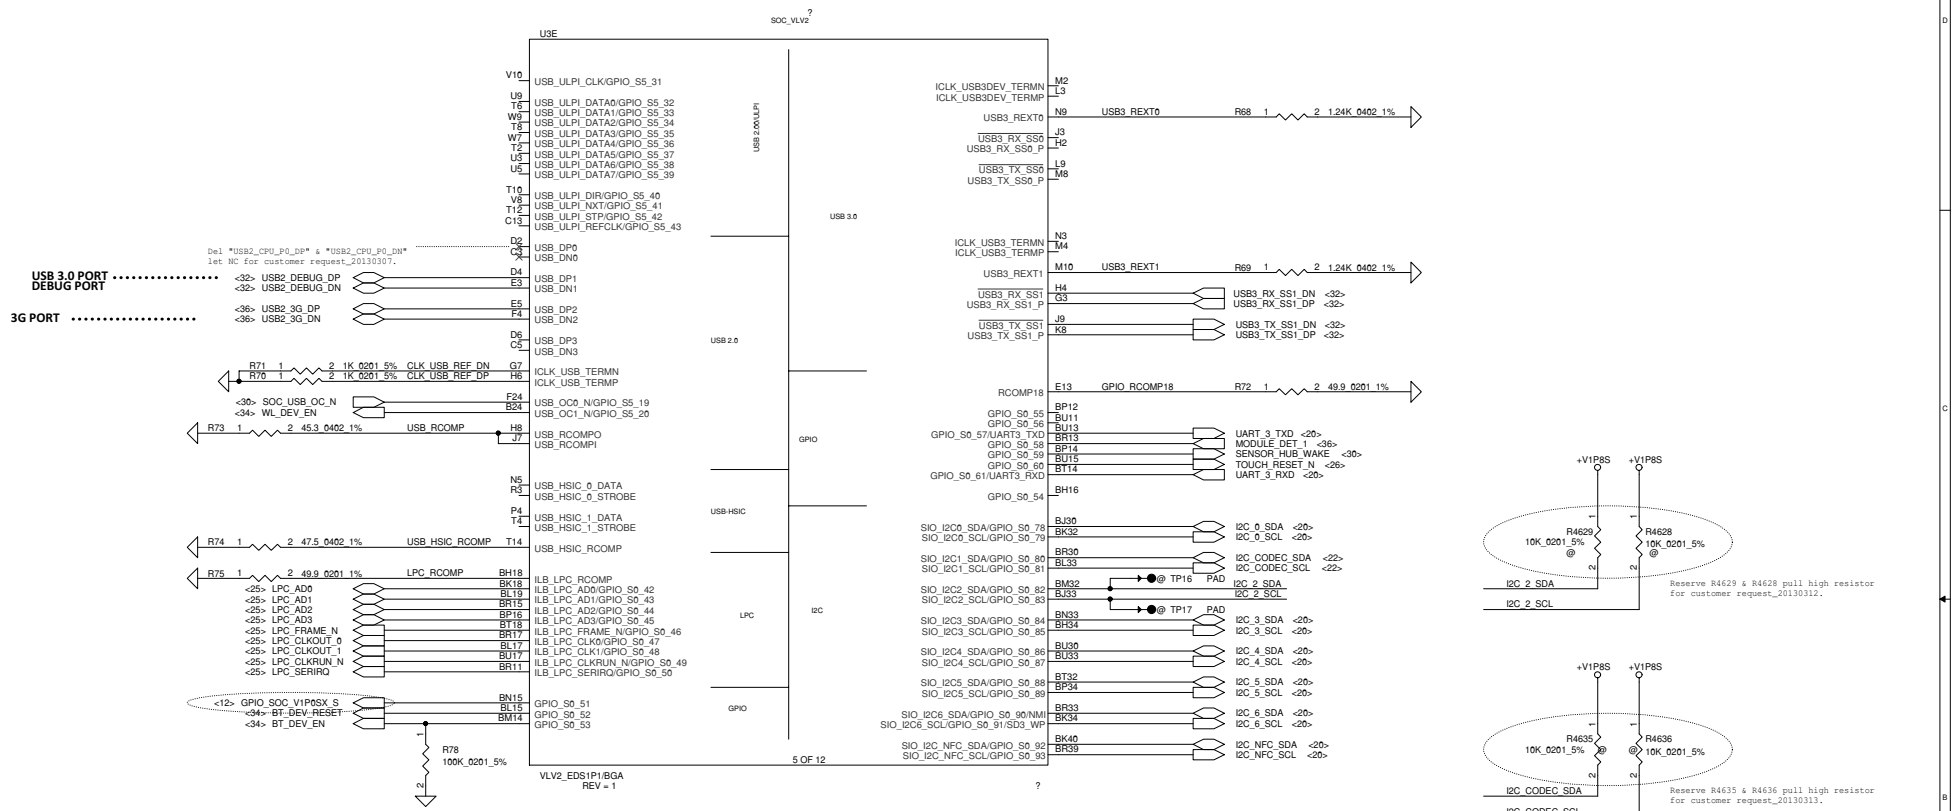 ?
SOC_VLV2
U3E
D
V10 USB_ULPI_CLK/GPIO_S5_31
U9 USB_ULPI_DATA0/GPIO_S5_32
T6 USB_ULPI_DATA1/GPIO_S5_33
W9 USB_ULPI_DATA2/GPIO_S5_34
T8 USB_ULPI_DATA3/GPIO_S5_35
W7 USB_ULPI_DATA4/GPIO_S5_36
T2 USB_ULPI_DATA5/GPIO_S5_37
U3 USB_ULPI_DATA6/GPIO_S5_38
U5 USB_ULPI_DATA7/GPIO_S5_39
T10 USB_ULPI_DIR/GPIO_S5_40
V8 USB_ULPI_NXT/GPIO_S5_41
T12 USB_ULPI_STP/GPIO_S5_42
C13 USB_ULPI_REFCLK/GPIO_S5_43
USB 2.00/ULPI
Del "USB2_CPU_P0_DP" & "USB2_CPU_P0_DN"
let NC for customer request_20130307.
D2 USB_DP0
C3 USB_DN0
USB 3.0 PORT
DEBUG PORT
<32> USB2_DEBUG_DP D4 USB_DP1
<32> USB2_DEBUG_DN E3 USB_DN1
3G PORT
<36> USB2_3G_DP E5 USB_DP2
<36> USB2_3G_DN F4 USB_DN2
D6 USB_DP3
C5 USB_DN3
USB 2.0
R71 1 2 1K_0201_5% CLK_USB_REF_DN G7 ICLK_USB_TERMN
R70 1 2 1K_0201_5% CLK_USB_REF_DP H6 ICLK_USB_TERMP
<30> SOC_USB_OC_N F24 USB_OC0_N/GPIO_S5_19
<34> WL_DEV_EN B24 USB_OC1_N/GPIO_S5_20
R73 1 2 45.3_0402_1% USB_RCOMP H8 USB_RCOMPO
J7 USB_RCOMPI
N5 USB_HSIC_0_DATA
R3 USB_HSIC_0_STROBE
P4 USB_HSIC_1_DATA
T4 USB_HSIC_1_STROBE
USB-HSIC
R74 1 2 47.5_0402_1% USB_HSIC_RCOMP T14 USB_HSIC_RCOMP
R75 1 2 49.9_0201_1% LPC_RCOMP BH18 ILB_LPC_RCOMP
<25> LPC_AD0 BK18 ILB_LPC_AD0/GPIO_S0_42
<25> LPC_AD1 BL19 ILB_LPC_AD1/GPIO_S0_43
<25> LPC_AD2 BR15 ILB_LPC_AD2/GPIO_S0_44
<25> LPC_AD3 BP16 ILB_LPC_AD3/GPIO_S0_45
<25> LPC_FRAME_N BT18 ILB_LPC_FRAME_N/GPIO_S0_46
<25> LPC_CLKOUT_0 BR17 ILB_LPC_CLK0/GPIO_S0_47
<25> LPC_CLKOUT_1 BL17 ILB_LPC_CLK1/GPIO_S0_48
<25> LPC_CLKRUN_N BU17 ILB_LPC_CLKRUN_N/GPIO_S0_49
<25> LPC_SERIRQ BR11 ILB_LPC_SERIRQ/GPIO_S0_50
LPC
<12> GPIO_SOC_V1P0SX_S BN15 GPIO_S0_51
<34> BT_DEV_RESET BL15 GPIO_S0_52
<34> BT_DEV_EN BM14 GPIO_S0_53
GPIO
1
R78
100K_0201_5%
2
VLV2_EDS1P1/BGA
REV = 1
5 OF 12
?
ICLK_USB3DEV_TERMN M2
ICLK_USB3DEV_TERMP L3
USB3_REXT0 N9 USB3_REXT0 R68 1 2 1.24K_0402_1%
USB3_RX_SS0 J3
USB3_RX_SS0_P H2
USB3_TX_SS0 L9
USB3_TX_SS0_P M8
USB 3.0
ICLK_USB3_TERMN N3
ICLK_USB3_TERMP M4
USB3_REXT1 M10 USB3_REXT1 R69 1 2 1.24K_0402_1%
USB3_RX_SS1 H4 USB3_RX_SS1_DN <32>
USB3_RX_SS1_P G3 USB3_RX_SS1_DP <32>
USB3_TX_SS1 J9 USB3_TX_SS1_DN <32>
USB3_TX_SS1_P K8 USB3_TX_SS1_DP <32>
RCOMP18 E13 GPIO_RCOMP18 R72 1 2 49.9_0201_1%
GPIO_S0_55 BP12
GPIO_S0_56 BU11
GPIO_S0_57/UART3_TXD BU13 UART_3_TXD <20>
GPIO_S0_58 BR13 MODULE_DET_1 <36>
GPIO_S0_59 BP14 SENSOR_HUB_WAKE <30>
GPIO_S0_60 BU15 TOUCH_RESET_N <26>
GPIO_S0_61/UART3_RXD BT14 UART_3_RXD <20>
GPIO_S0_54 BH16
GPIO
SIO_I2C0_SDA/GPIO_S0_78 BJ30 I2C_0_SDA <20>
SIO_I2C0_SCL/GPIO_S0_79 BK32 I2C_0_SCL <20>
SIO_I2C1_SDA/GPIO_S0_80 BR30 I2C_CODEC_SDA <22>
SIO_I2C1_SCL/GPIO_S0_81 BL33 I2C_CODEC_SCL <22>
@ TP16 PAD
SIO_I2C2_SDA/GPIO_S0_82 BM32 I2C_2_SDA
SIO_I2C2_SCL/GPIO_S0_83 BJ33 I2C_2_SCL
@ TP17 PAD
I2C
SIO_I2C3_SDA/GPIO_S0_84 BN33 I2C_3_SDA <20>
SIO_I2C3_SCL/GPIO_S0_85 BH34 I2C_3_SCL <20>
SIO_I2C4_SDA/GPIO_S0_86 BU30 I2C_4_SDA <20>
SIO_I2C4_SCL/GPIO_S0_87 BU33 I2C_4_SCL <20>
SIO_I2C5_SDA/GPIO_S0_88 BT32 I2C_5_SDA <20>
SIO_I2C5_SCL/GPIO_S0_89 BP34 I2C_5_SCL <20>
SIO_I2C6_SDA/GPIO_S0_90/NMI BR33 I2C_6_SDA <20>
SIO_I2C6_SCL/GPIO_S0_91/SD3_WP BK34 I2C_6_SCL <20>
SIO_I2C_NFC_SDA/GPIO_S0_92 BK40 I2C_NFC_SDA <20>
SIO_I2C_NFC_SCL/GPIO_S0_93 BR39 I2C_NFC_SCL <20>
C
+V1P8S +V1P8S
1 1
R4629 R4628
10K_0201_5% 10K_0201_5%
@ @
2 2
I2C_2_SDA
I2C_2_SCL
Reserve R4629 & R4628 pull high resistor
for customer request_20130312.
+V1P8S +V1P8S
1 1
R4635 R4636
10K_0201_5% @ @ 10K_0201_5%
2 2
I2C_CODEC_SDA
I2C_CODEC_SCL
Reserve R4635 & R4636 pull high resistor
for customer request_20130313.
B